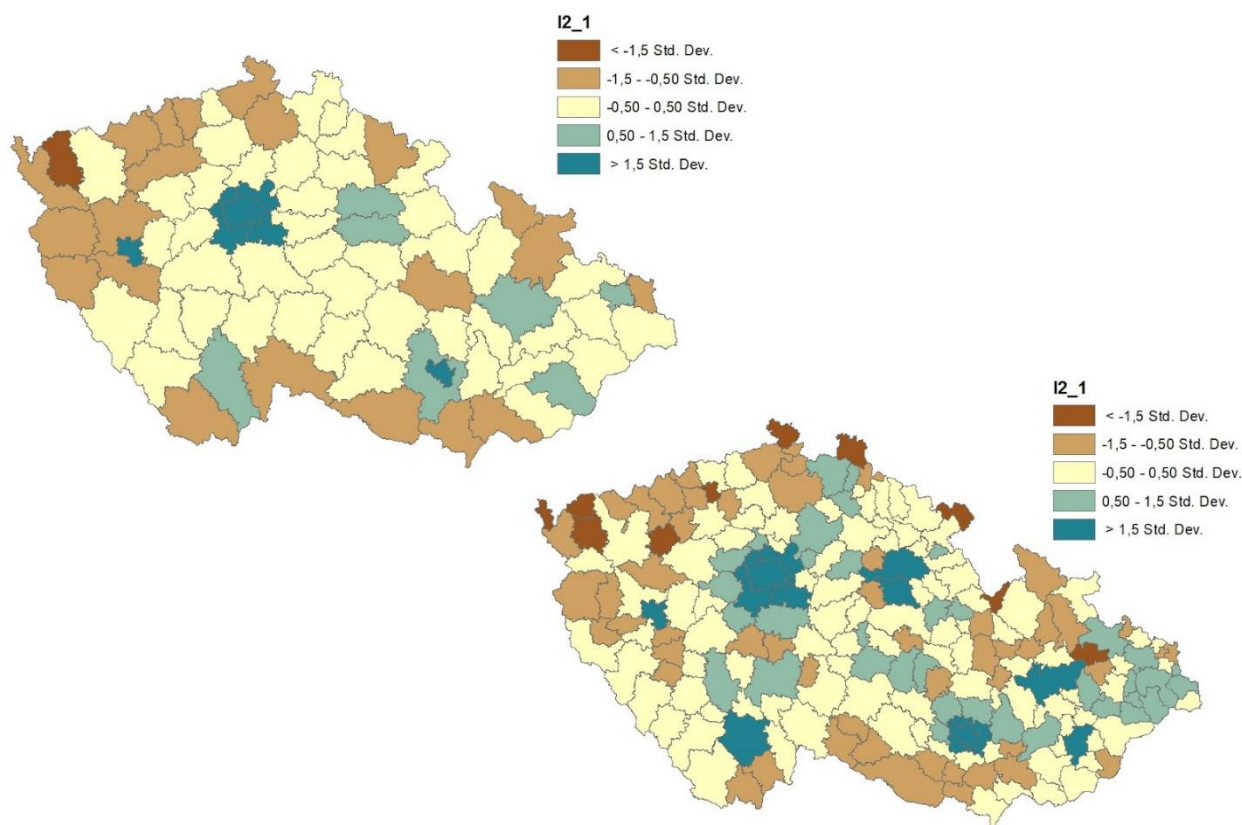 I2_1
< -1,5 Std. Dev.
-1,5 - -0,50 Std. Dev.
-0,50 - 0,50 Std. Dev.
0,50 - 1,5 Std. Dev.
> 1,5 Std. Dev.
I2_1
< -1,5 Std. Dev.
-1,5 - -0,50 Std. Dev.
-0,50 - 0,50 Std. Dev.
0,50 - 1,5 Std. Dev.
> 1,5 Std. Dev.